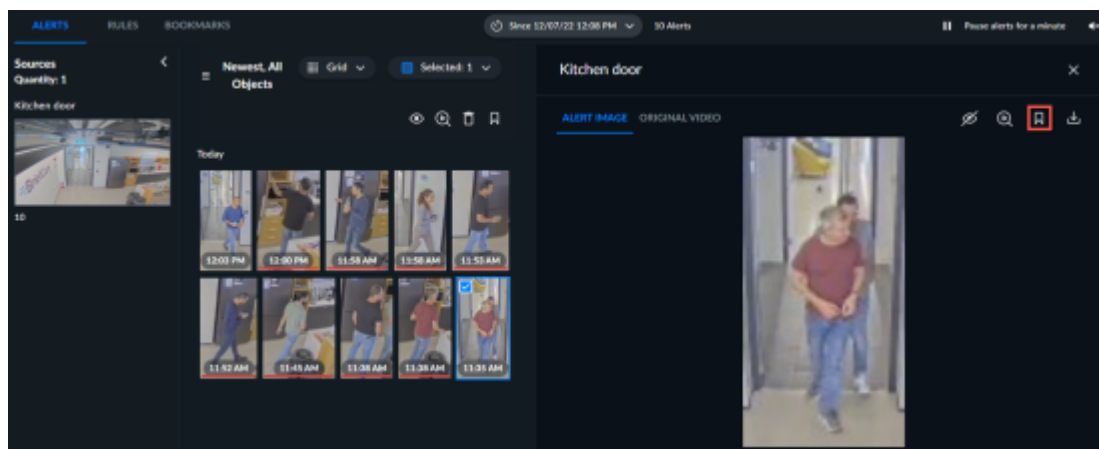 ALERTS RULES BOOKMARKS
Since 12/07/22 12:08 PM
10 Alerts
Pause alerts for a minute
Sources
Quantity: 1
Kitchen door
10
Newest, All
Objects
Grid
Selected: 1
Today
12:03 PM
12:00 PM
11:58 AM
11:58 AM
11:53 AM
11:52 AM
11:45 AM
11:38 AM
11:38 AM
11:35 AM
Kitchen door
ALERT IMAGE ORIGINAL VIDEO